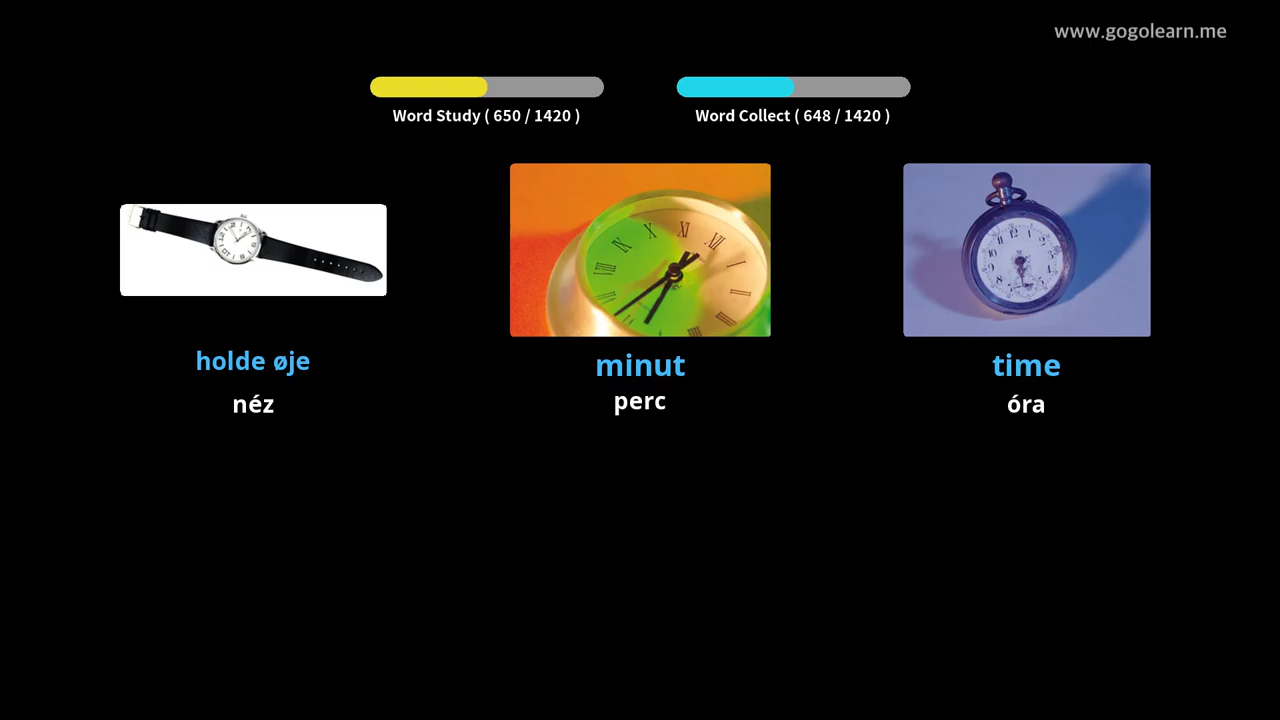 www.gogolearn.me
Word Study ( 650 / 1420 )
Word Collect ( 648 / 1420 )
holde øje
néz
minut
perc
time
óra